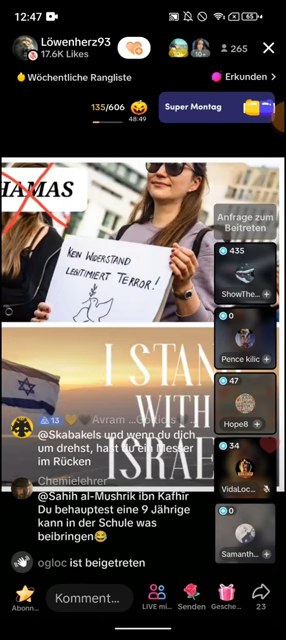 12:47
65
Löwenherz93
17.6K Likes
10+
265
Wöchentliche Rangliste
Erkunden >
135/606
48:49
Super Montag
HAMAS
KEIN WIDERSTAND
LEGITIMIERT TERROR!
Anfrage zum
Beitreten
435
ShowThe...
0
Pence kilic
47
Hope8
34
VidaLoc...
0
Samanth...
I STAN
WITH
ISRAE
13
Avram
@Skabakels und wenn du dich
um drehst, hast du ein Messer
im Rücken
Chemielehrer
@Sahih al-Mushrik ibn Kafhir
Du behauptest eine 9 Jährige
kann in der Schule was
beibringen😂
ogloc ist beigetreten
Abonn...
Komment...
LIVE mi...
Senden
Gesche...
23